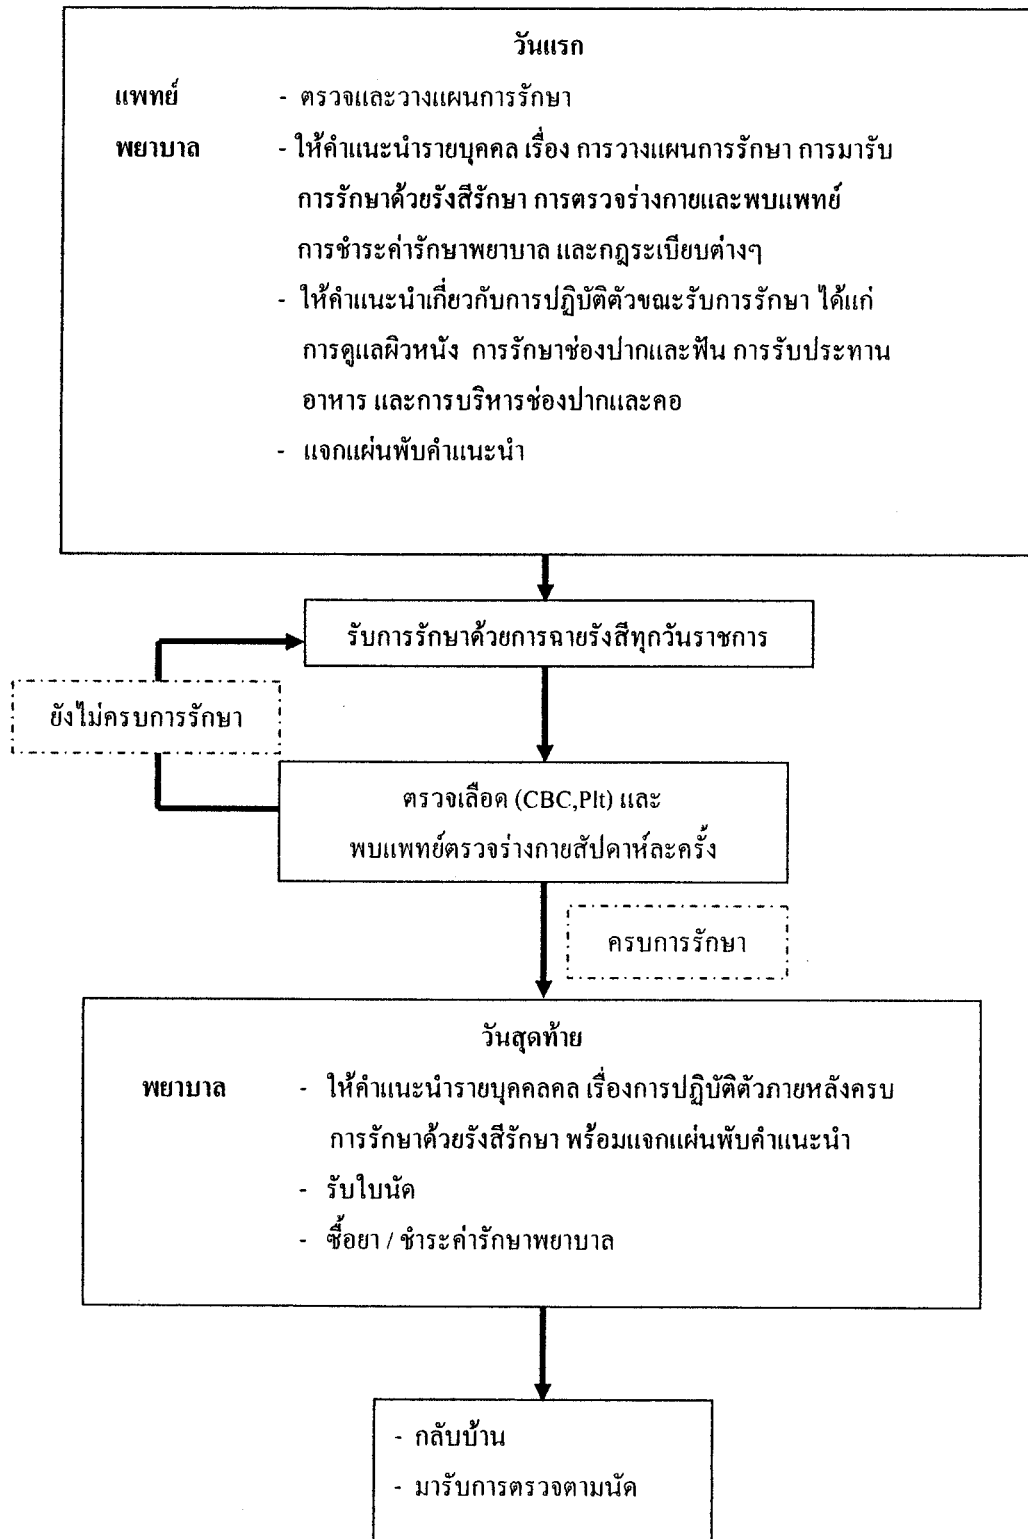 วันแรก
แพทย์ - ตรวจและวางแผนการรักษา
พยาบาล - ให้คำแนะนำรายบุคคล เรื่อง การวางแผนการรักษา การมารับ
การรักษาด้วยรังสีรักษา การตรวจร่างกายและพบแพทย์
การชำระค่ารักษาพยาบาล และกฎระเบียบต่างๆ
- ให้คำแนะนำเกี่ยวกับการปฏิบัติตัวขณะรับการรักษา ได้แก่
การดูแลผิวหนัง การรักษาช่องปากและฟัน การรับประทาน
อาหาร และการบริหารช่องปากและคอ
- แจกแผ่นพับคำแนะนำ
รับการรักษาด้วยการฉายรังสีทุกวันราชการ
ยังไม่ครบการรักษา
ตรวจเลือด (CBC,Plt) และ
พบแพทย์ตรวจร่างกายสัปดาห์ละครั้ง
ครบการรักษา
วันสุดท้าย
พยาบาล - ให้คำแนะนำรายบุคคลคล เรื่องการปฏิบัติตัวภายหลังครบ
การรักษาด้วยรังสีรักษา พร้อมแจกแผ่นพับคำแนะนำ
- รับใบนัด
- ซื้อยา / ชำระค่ารักษาพยาบาล
- กลับบ้าน
- มารับการตรวจตามนัด